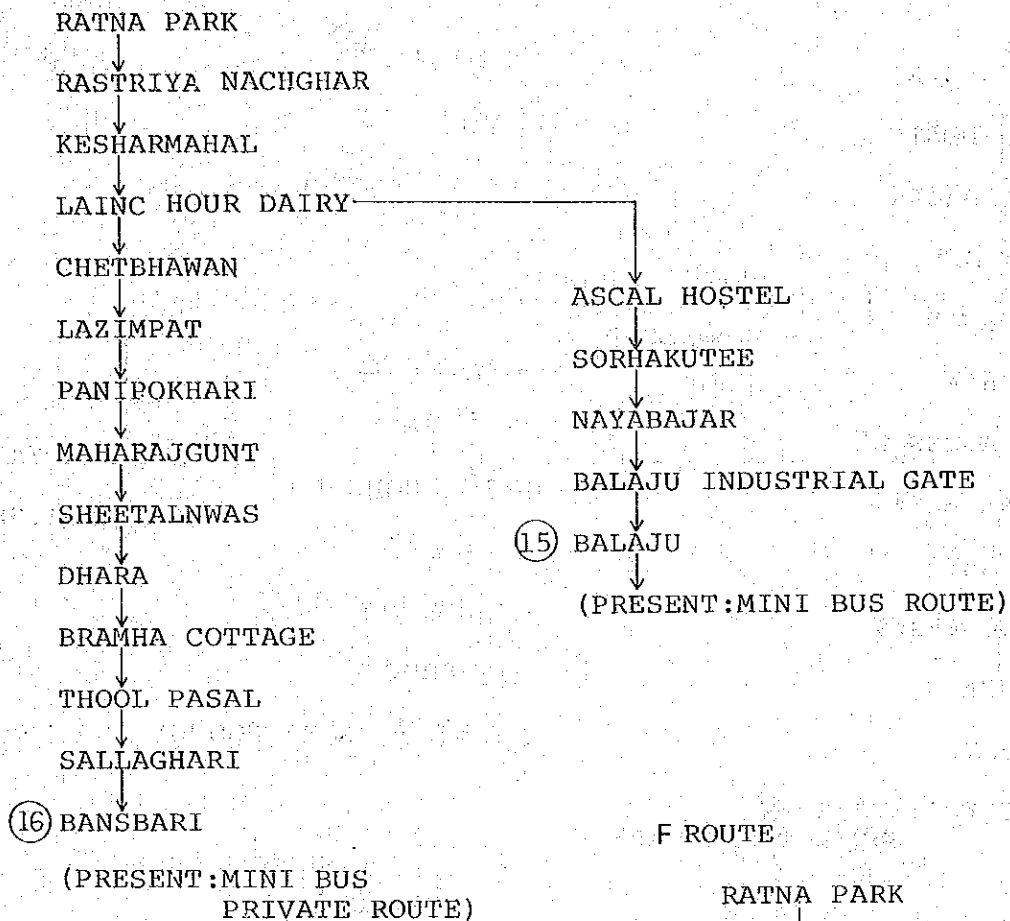 RATNA PARK
RASTRIYA NACHGHAR
KESHARMAHAL
LAINC HOUR DAIRY
CHETBHAWAN
LAZIMPAT
PANIPOKHARI
MAHARAJGUNT
SHEETALNWAS
DHARA
BRAMHA COTTAGE
THOOL PASAL
SALLAGHARI
(16) BANSBARI
(PRESENT:MINI BUS
PRIVATE ROUTE)
ASCAL HOSTEL
SORHAKUTEE
NAYABAJAR
BALAJU INDUSTRIAL GATE
(15) BALAJU
(PRESENT:MINI BUS ROUTE)
F ROUTE
RATNA PARK